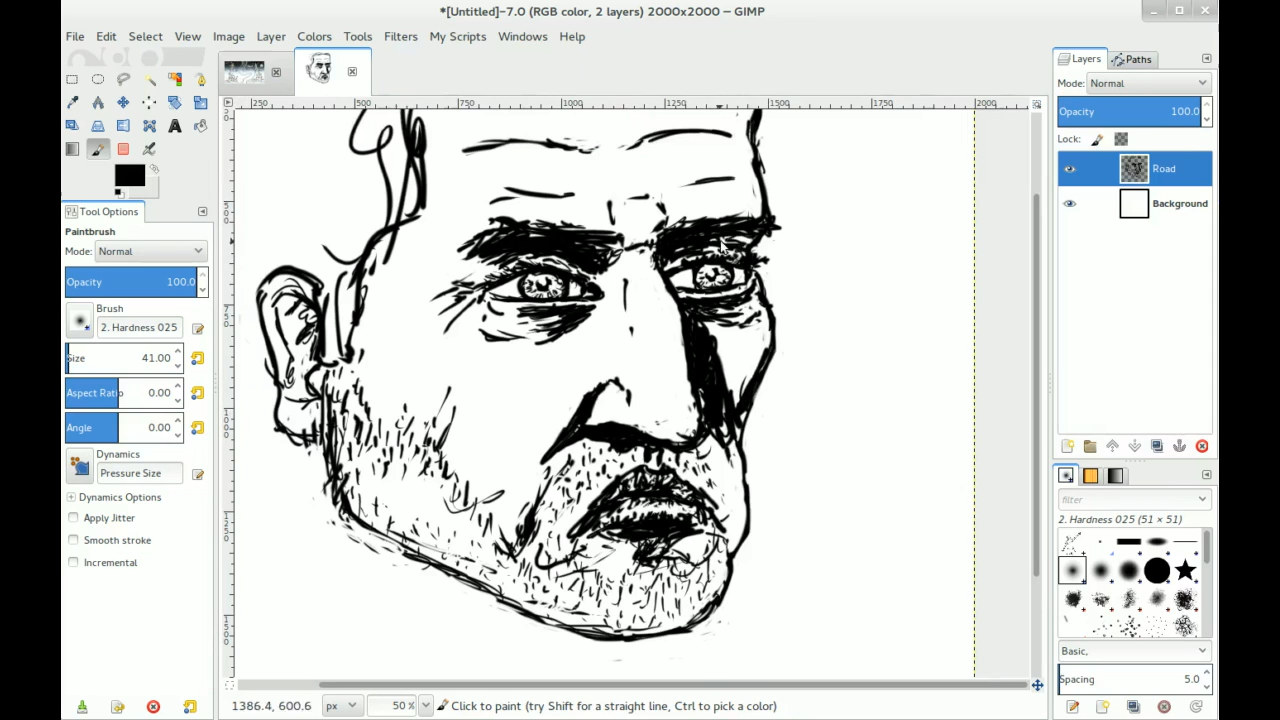 *[Untitled]-7.0 (RGB color, 2 layers) 2000x2000 – GIMP
File Edit Select View Image Layer Colors Tools Filters My Scripts Windows Help
Layers Paths
Mode: Normal
Opacity 100.0
Lock:
Road
Background
250 500 750 1000 1250 1500 1750 2000
500
750
1000
1250
1500
Tool Options
Paintbrush
Mode: Normal
Opacity 100.0
Brush
2. Hardness 025
Size 41.00
Aspect Ratio 0.00
Angle 0.00
Dynamics
Pressure Size
Dynamics Options
Apply Jitter
Smooth stroke
Incremental
filter
2. Hardness 025 (51 × 51)
Basic,
Spacing 5.0
1386.4, 600.6 px 50 % Click to paint (try Shift for a straight line, Ctrl to pick a color)